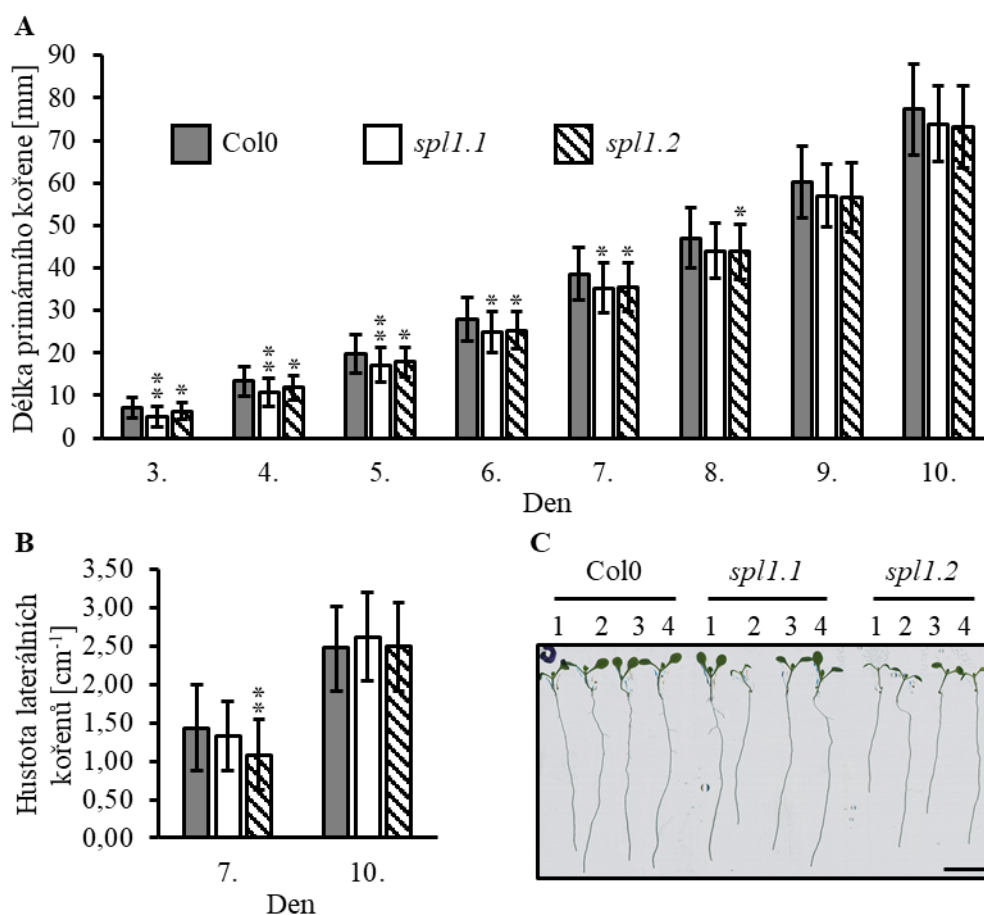 A
Délka primárního kořene [mm]
90
80
70
60
50
40
30
20
10
0
Col0 spl1.1 spl1.2
** * ** * ** * * * * * *
3. 4. 5. 6. 7. 8. 9. 10.
Den
B
Hustota laterálních
kořenů [cm⁻¹]
3,50
3,00
2,50
2,00
1,50
1,00
0,50
0,00
**
7. 10.
Den
C
Col0 spl1.1 spl1.2
1 2 3 4 1 2 3 4 1 2 3 4